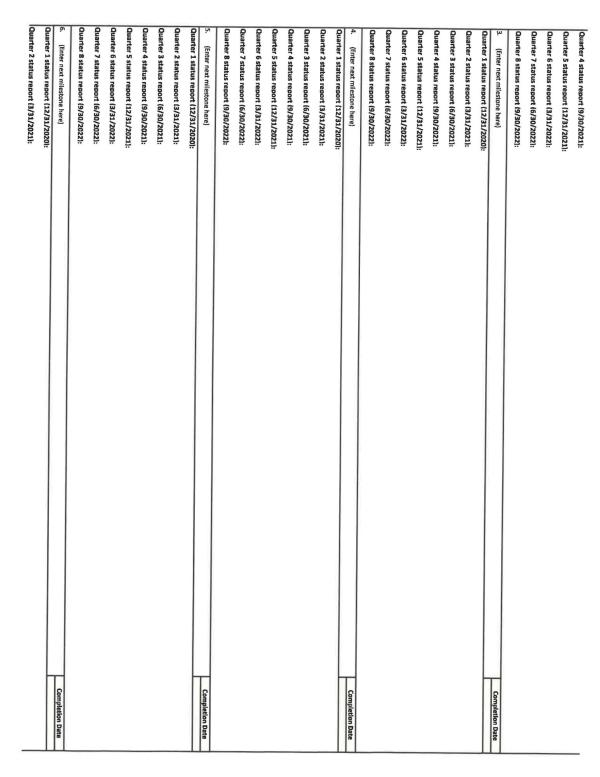 Quarter 4 status report (9/30/2021):
Quarter 5 status report (12/31/2021):
Quarter 6 status report (3/31/2022):
Quarter 7 status report (6/30/2022):
Quarter 8 status report (9/30/2022):
3. (Enter next milestone here) Completion Date
Quarter 1 status report (12/31/2020):
Quarter 2 status report (3/31/2021):
Quarter 3 status report (6/30/2021):
Quarter 4 status report (9/30/2021):
Quarter 5 status report (12/31/2021):
Quarter 6 status report (3/31/2022):
Quarter 7 status report (6/30/2022):
Quarter 8 status report (9/30/2022):
4. (Enter next milestone here) Completion Date
Quarter 1 status report (12/31/2020):
Quarter 2 status report (3/31/2021):
Quarter 3 status report (6/30/2021):
Quarter 4 status report (9/30/2021):
Quarter 5 status report (12/31/2021):
Quarter 6 status report (3/31/2022):
Quarter 7 status report (6/30/2022):
Quarter 8 status report (9/30/2022):
5. (Enter next milestone here) Completion Date
Quarter 1 status report (12/31/2020):
Quarter 2 status report (3/31/2021):
Quarter 3 status report (6/30/2021):
Quarter 4 status report (9/30/2021):
Quarter 5 status report (12/31/2021):
Quarter 6 status report (3/31/2022):
Quarter 7 status report (6/30/2022):
Quarter 8 status report (9/30/2022):
6. (Enter next milestone here) Completion Date
Quarter 1 status report (12/31/2020):
Quarter 2 status report (3/31/2021):